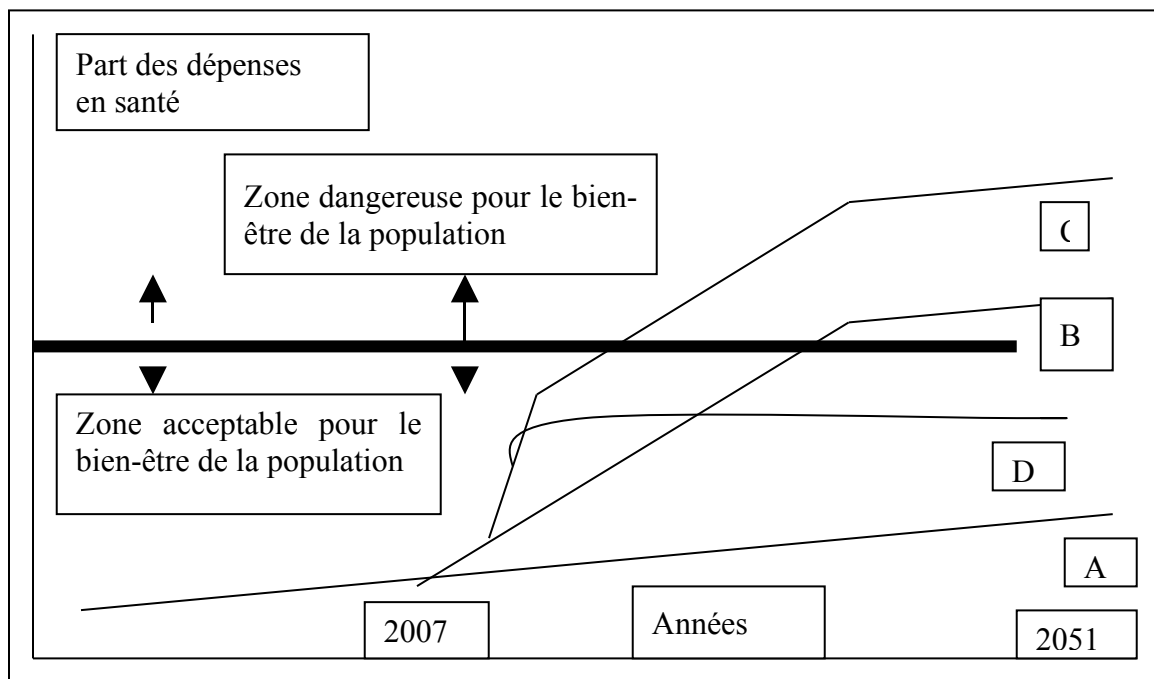 Part des dépenses
en santé
Zone dangereuse pour le bien-
être de la population
C
B
Zone acceptable pour le
bien-être de la population
D
A
2007
Années
2051